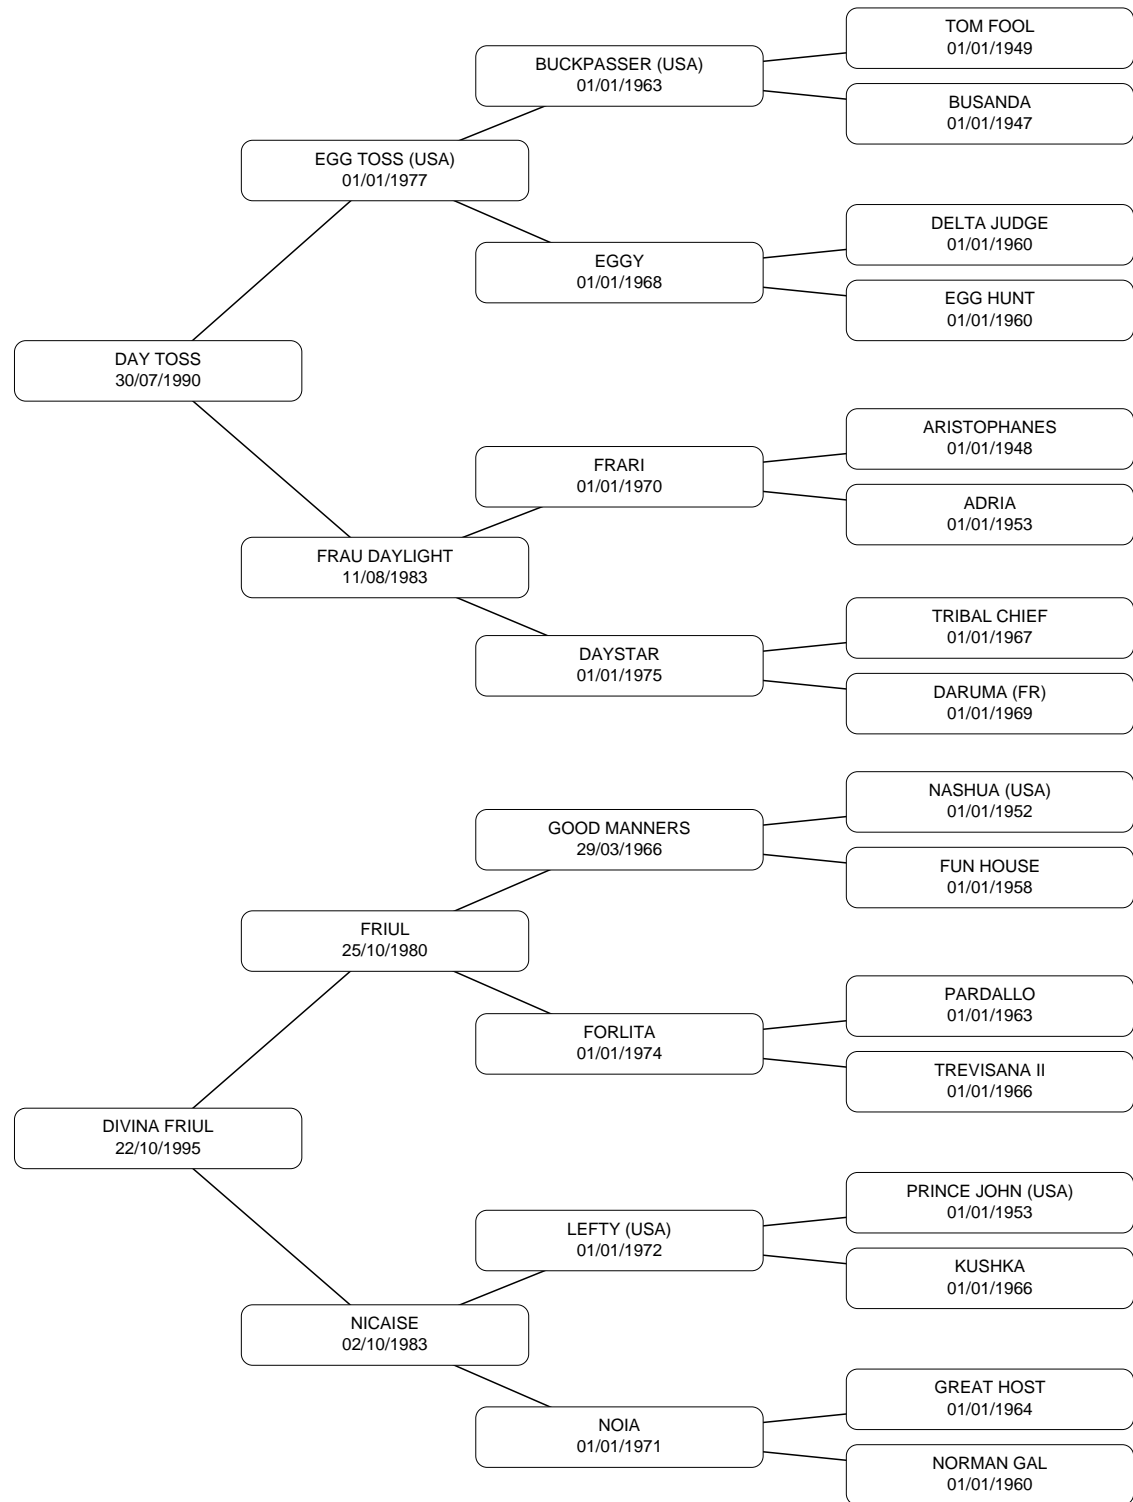 TOM FOOL
01/01/1949
BUCKPASSER (USA)
01/01/1963
BUSANDA
01/01/1947
EGG TOSS (USA)
01/01/1977
DELTA JUDGE
01/01/1960
EGGY
01/01/1968
EGG HUNT
01/01/1960
DAY TOSS
30/07/1990
ARISTOPHANES
01/01/1948
FRARI
01/01/1970
ADRIA
01/01/1953
FRAU DAYLIGHT
11/08/1983
TRIBAL CHIEF
01/01/1967
DAYSTAR
01/01/1975
DARUMA (FR)
01/01/1969
NASHUA (USA)
01/01/1952
GOOD MANNERS
29/03/1966
FUN HOUSE
01/01/1958
FRIUL
25/10/1980
PARDALLO
01/01/1963
FORLITA
01/01/1974
TREVISANA II
01/01/1966
DIVINA FRIUL
22/10/1995
PRINCE JOHN (USA)
01/01/1953
LEFTY (USA)
01/01/1972
KUSHKA
01/01/1966
NICAISE
02/10/1983
GREAT HOST
01/01/1964
NOIA
01/01/1971
NORMAN GAL
01/01/1960